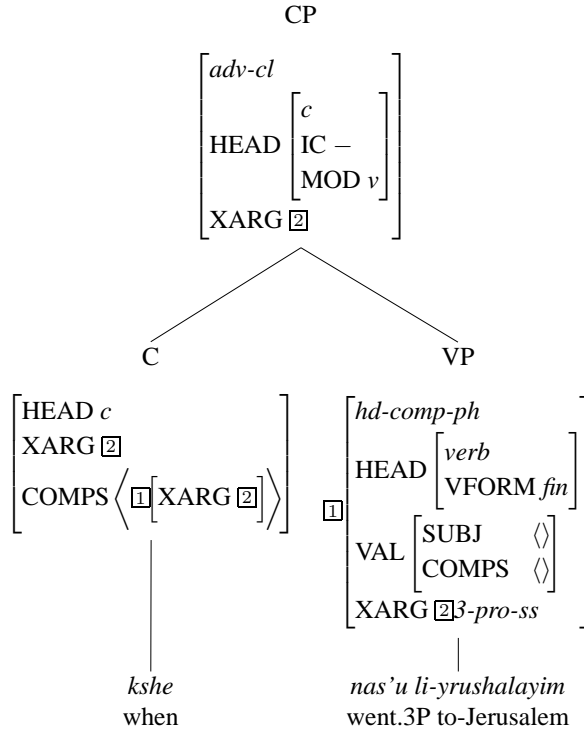 CP
adv-cl
HEAD c
IC −
MOD v
XARG 2
C VP
HEAD c
XARG 2
COMPS ⟨ 1 [XARG 2] ⟩
1 hd-comp-ph
HEAD verb
VFORM fin
VAL SUBJ ⟨⟩
COMPS ⟨⟩
XARG 2 3-pro-ss
kshe nas'u li-yrushalayim
when went.3P to-Jerusalem